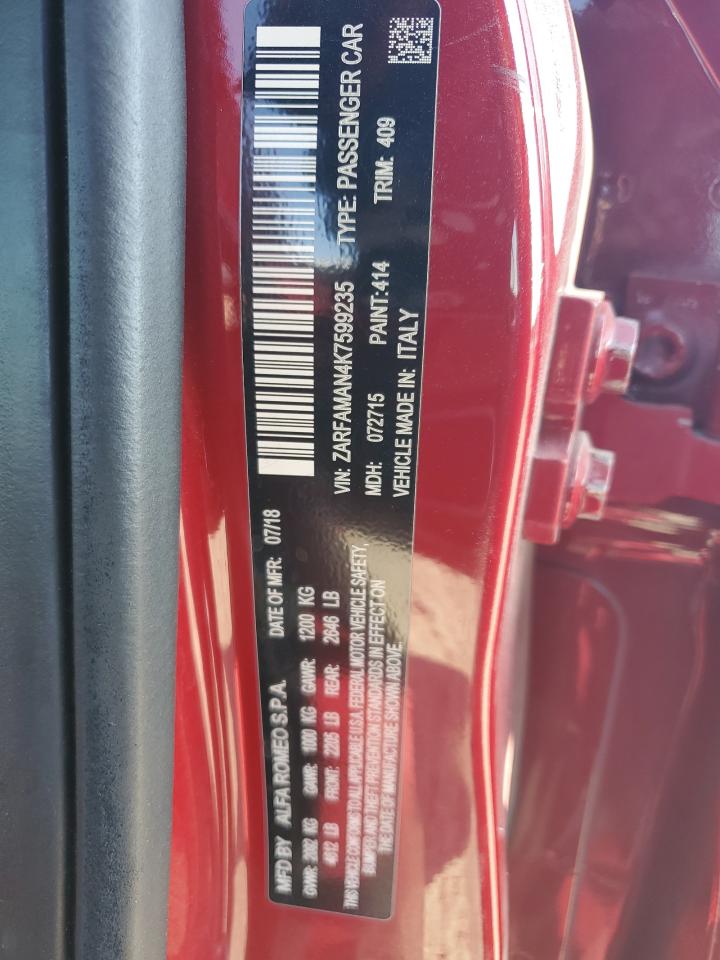 MFD BY ALFA ROMEO S.P.A. DATE OF MFR: 07/18
GVWR: KG GAWR: 1000 KG GAWR: 1200 KG
LB FRONT: 2205 LB REAR: 2646 LB
THIS VEHICLE CONFORMS TO ALL APPLICABLE U.S.A. FEDERAL MOTOR VEHICLE SAFETY,
BUMPER AND THEFT PREVENTION STANDARDS IN EFFECT ON
THE DATE OF MANUFACTURE SHOWN ABOVE.
VIN: ZARFAMAN4K7599235 TYPE: PASSENGER CAR
MDH: 072715 PAINT:414 TRIM: 409
VEHICLE MADE IN: ITALY